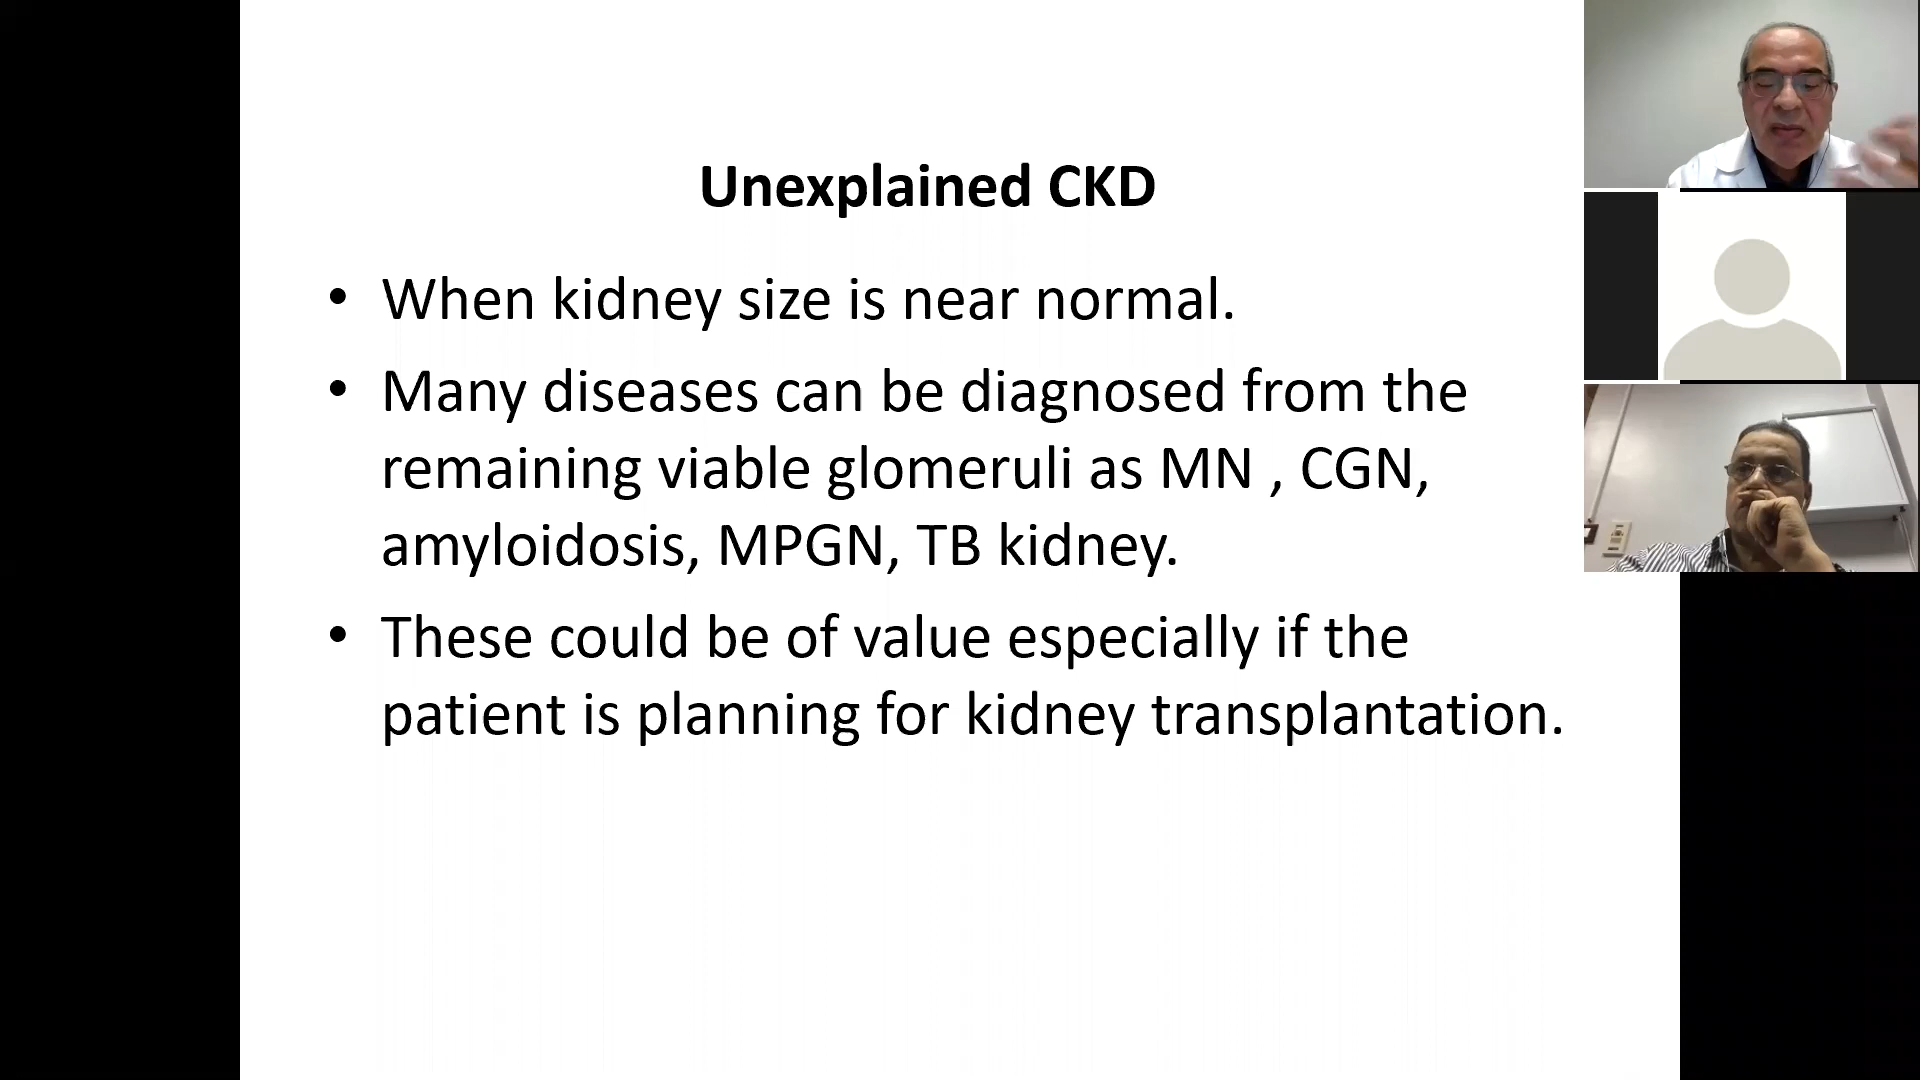 Unexplained CKD
• When kidney size is near normal.
• Many diseases can be diagnosed from the
remaining viable glomeruli as MN , CGN,
amyloidosis, MPGN, TB kidney.
• These could be of value especially if the
patient is planning for kidney transplantation.